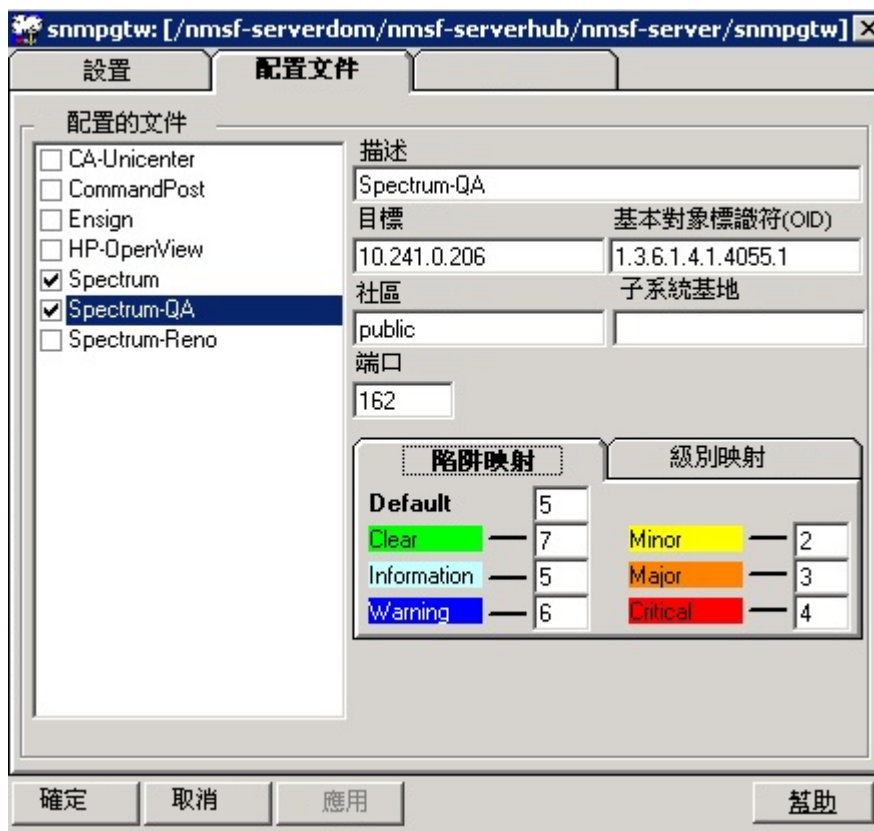 snmpgtw: [/nmsf-serverdom/nmsf-serverhub/nmsf-server/snmpgtw]
設置
配置文件
配置的文件
CA-Unicenter
CommandPost
Ensign
HP-OpenView
Spectrum
Spectrum-QA
Spectrum-Reno
描述
Spectrum-QA
目標
基本對象標識符(OID)
10.241.0.206
1.3.6.1.4.1.4055.1
社區
子系統基地
public
端口
162
陷阱映射
級別映射
Default 5
Clear 7
Minor 2
Information 5
Major 3
Warning 6
Critical 4
確定
取消
應用
幫助